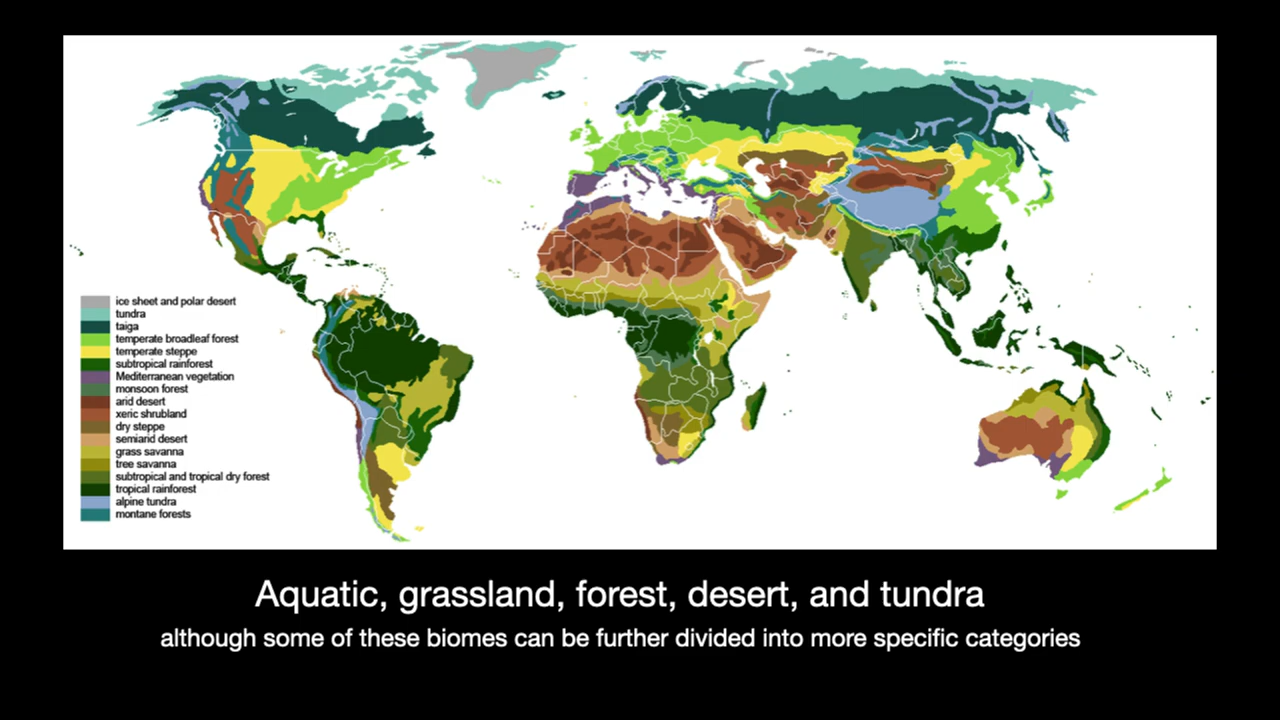 ice sheet and polar desert
tundra
taiga
temperate broadleaf forest
temperate steppe
subtropical rainforest
Mediterranean vegetation
monsoon forest
arid desert
xeric shrubland
dry steppe
semiarid desert
grass savanna
tree savanna
subtropical and tropical dry forest
tropical rainforest
alpine tundra
montane forests
Aquatic, grassland, forest, desert, and tundra
although some of these biomes can be further divided into more specific categories